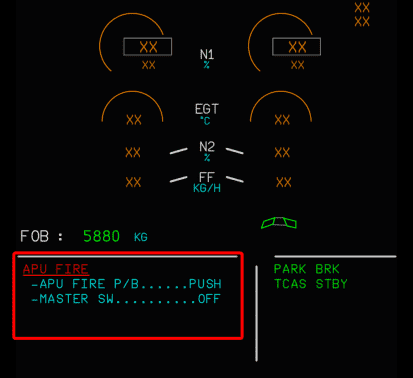 XX
XX
XX XX
XX N1 XX
%
EGT
XX °C XX
XX N2 XX
%
XX FF XX
KG/H
FOB : 5880 KG
APU FIRE
-APU FIRE P/B......PUSH
-MASTER SW..........OFF
PARK BRK
TCAS STBY